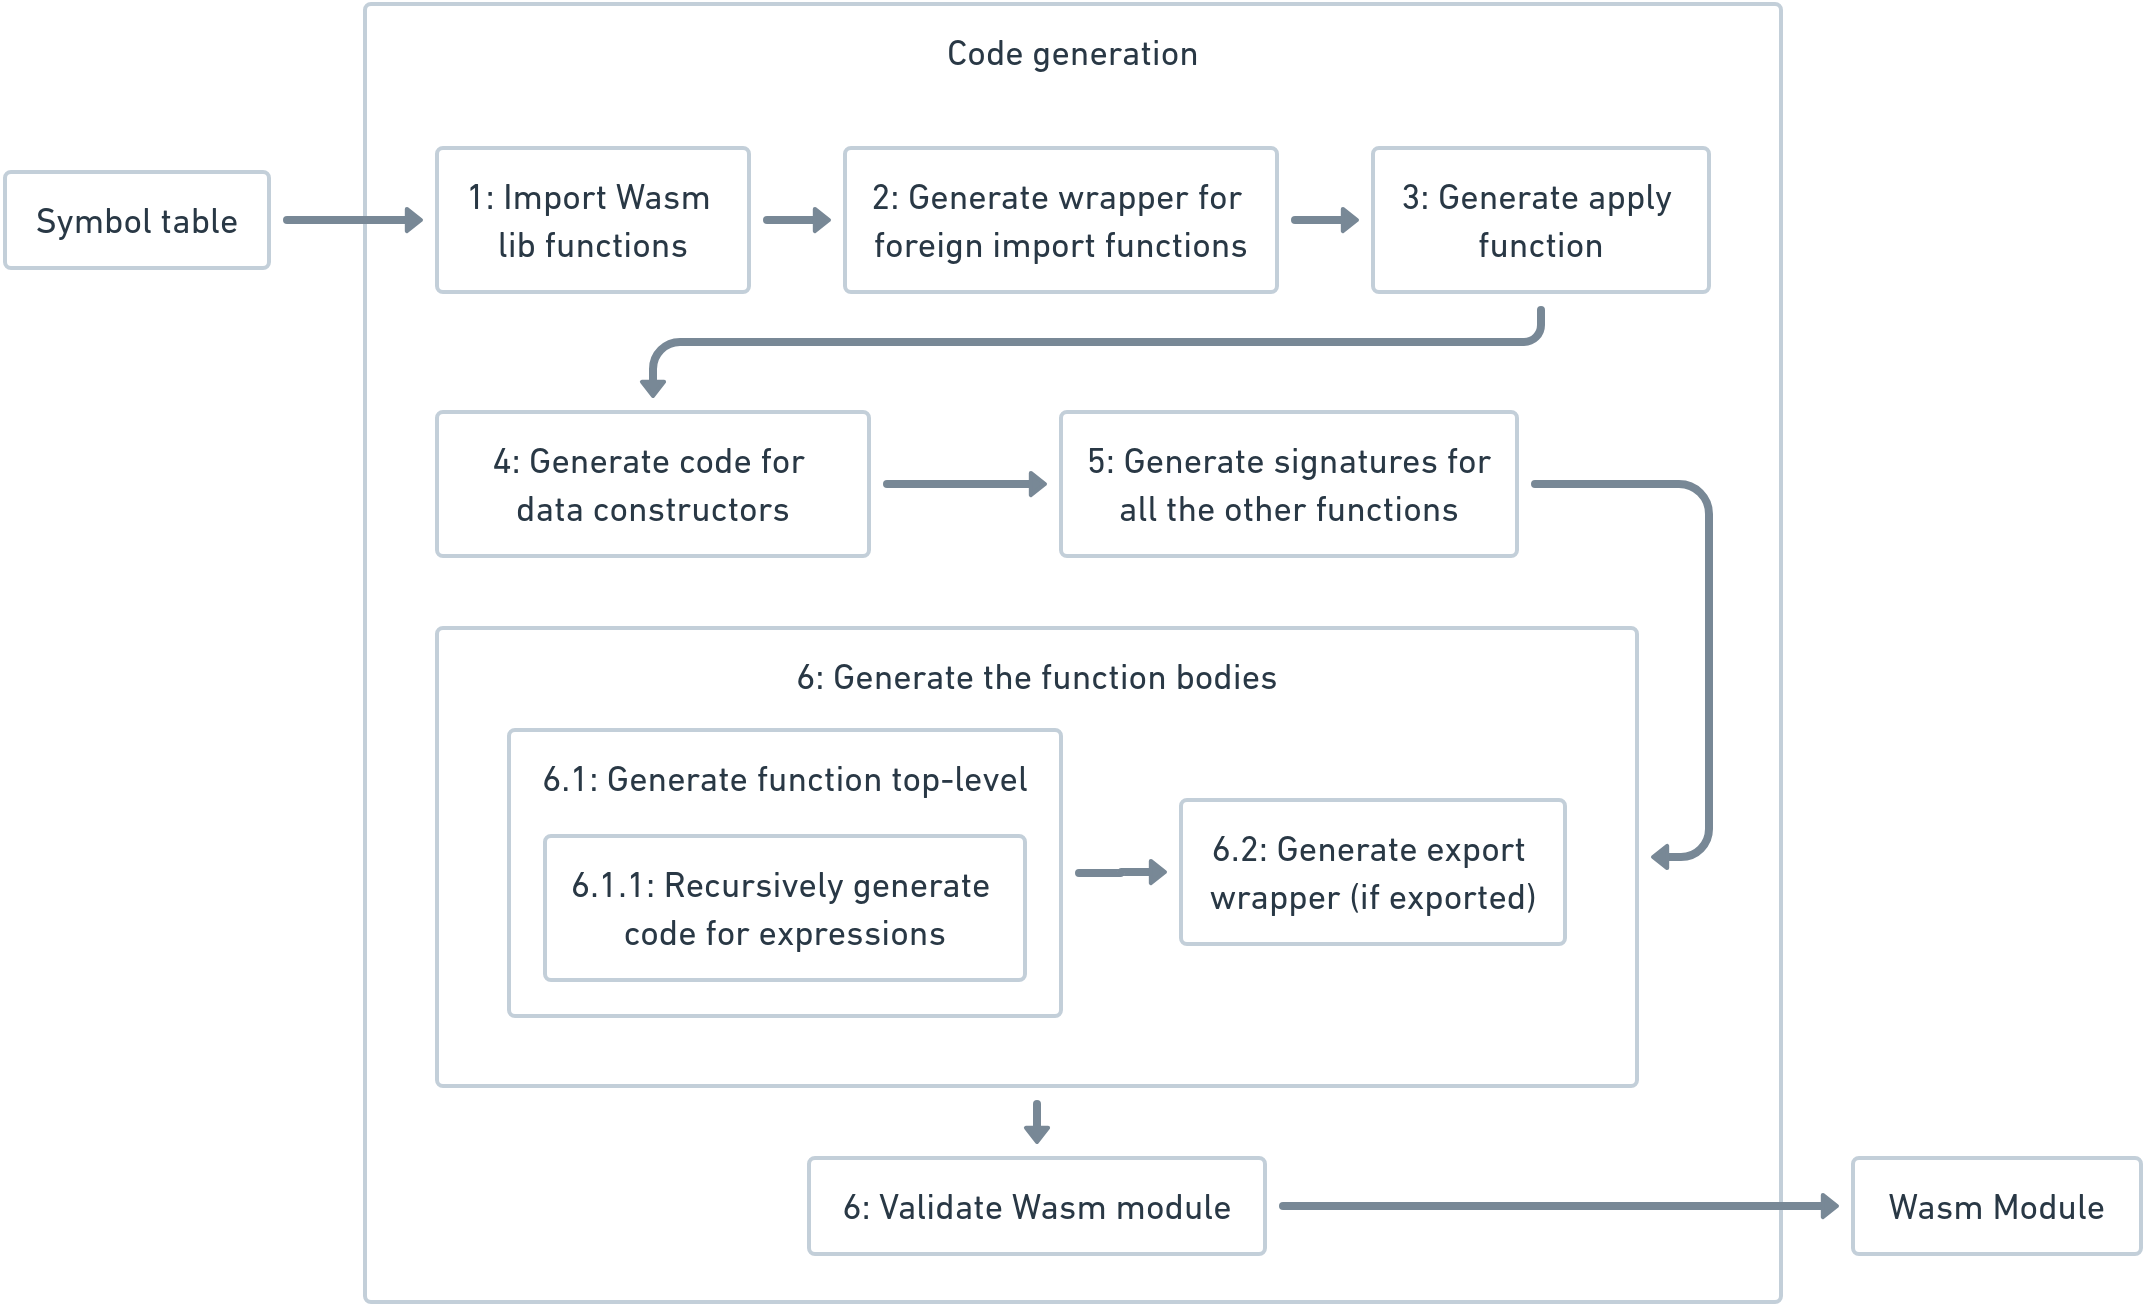 Code generation
Symbol table
1: Import Wasm
lib functions
2: Generate wrapper for
foreign import functions
3: Generate apply
function
4: Generate code for
data constructors
5: Generate signatures for
all the other functions
6: Generate the function bodies
6.1: Generate function top-level
6.1.1: Recursively generate
code for expressions
6.2: Generate export
wrapper (if exported)
6: Validate Wasm module
Wasm Module